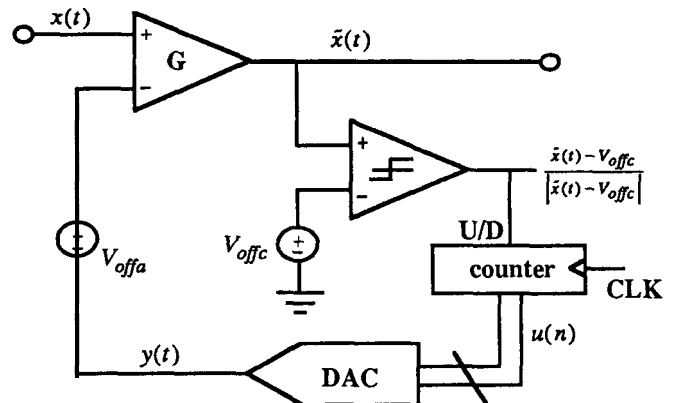 x(t)
x̃(t)
+
G
−
+
−
x̃(t) − V_offc
|x̃(t) − V_offc|
V_offa
V_offc
U/D
counter
CLK
u(n)
y(t)
DAC